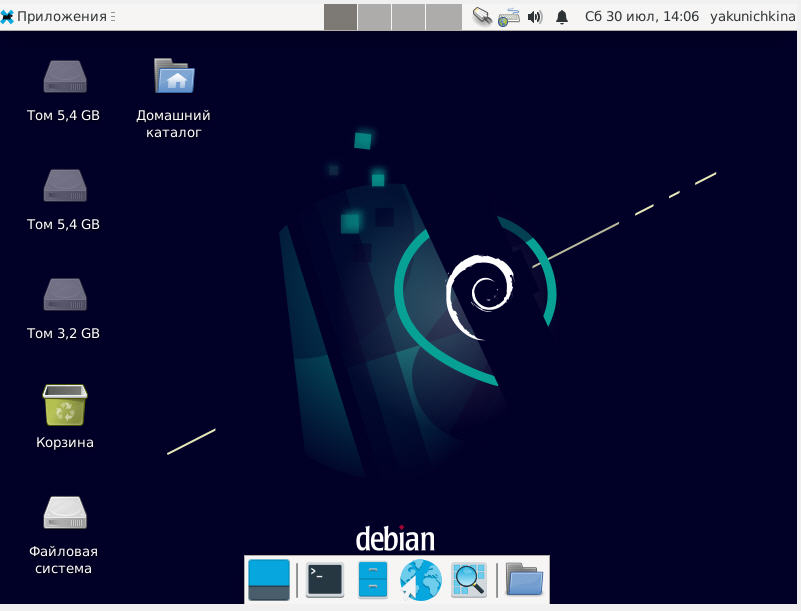 Приложения
Сб 30 июл, 14:06
yakunichkina
Том 5,4 GB
Домашний
каталог
Том 5,4 GB
Том 3,2 GB
Корзина
Файловая
система
debian
>_